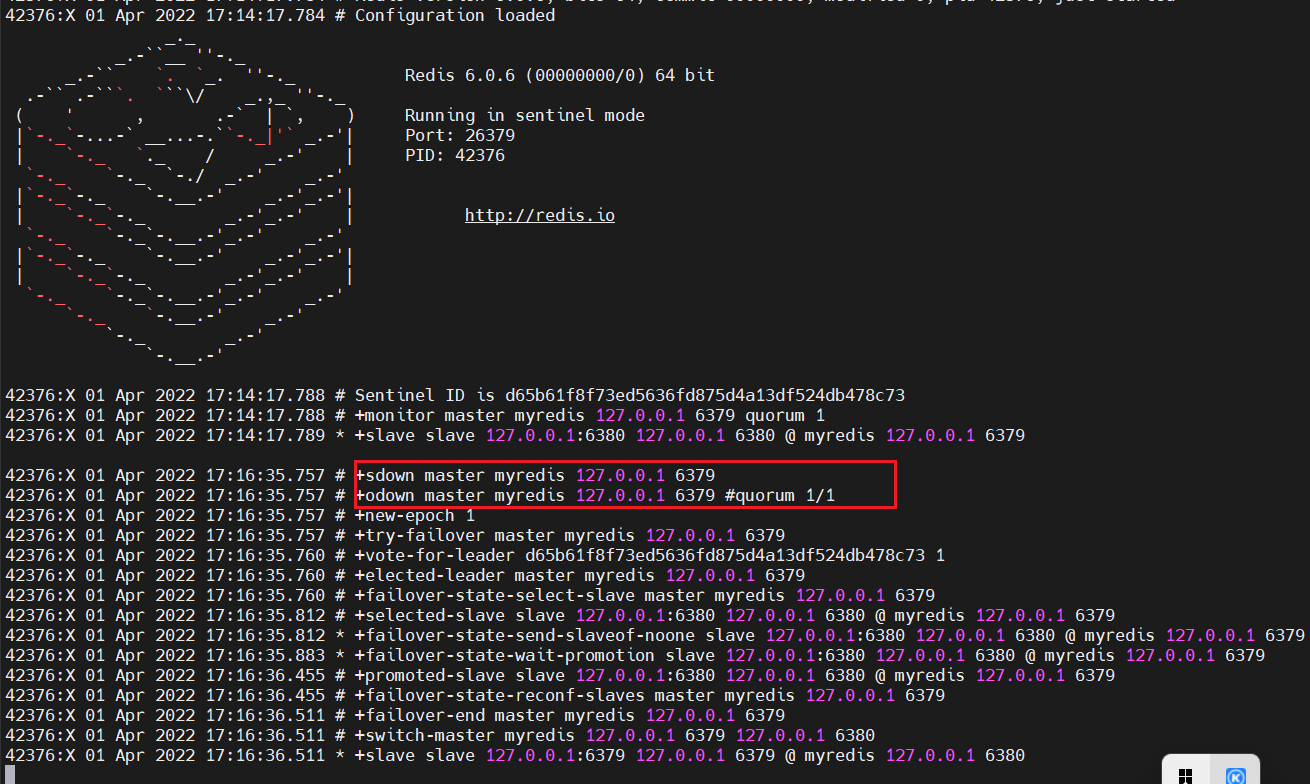 42376:X 01 Apr 2022 17:14:17.784 # Configuration loaded
Redis 6.0.6 (00000000/0) 64 bit
Running in sentinel mode
Port: 26379
PID: 42376
http://redis.io
42376:X 01 Apr 2022 17:14:17.788 # Sentinel ID is d65b61f8f73ed5636fd875d4a13df524db478c73
42376:X 01 Apr 2022 17:14:17.788 # +monitor master myredis 127.0.0.1 6379 quorum 1
42376:X 01 Apr 2022 17:14:17.789 * +slave slave 127.0.0.1:6380 127.0.0.1 6380 @ myredis 127.0.0.1 6379
42376:X 01 Apr 2022 17:16:35.757 # +sdown master myredis 127.0.0.1 6379
42376:X 01 Apr 2022 17:16:35.757 # +odown master myredis 127.0.0.1 6379 #quorum 1/1
42376:X 01 Apr 2022 17:16:35.757 # +new-epoch 1
42376:X 01 Apr 2022 17:16:35.757 # +try-failover master myredis 127.0.0.1 6379
42376:X 01 Apr 2022 17:16:35.760 # +vote-for-leader d65b61f8f73ed5636fd875d4a13df524db478c73 1
42376:X 01 Apr 2022 17:16:35.760 # +elected-leader master myredis 127.0.0.1 6379
42376:X 01 Apr 2022 17:16:35.760 # +failover-state-select-slave master myredis 127.0.0.1 6379
42376:X 01 Apr 2022 17:16:35.812 # +selected-slave slave 127.0.0.1:6380 127.0.0.1 6380 @ myredis 127.0.0.1 6379
42376:X 01 Apr 2022 17:16:35.812 * +failover-state-send-slaveof-noone slave 127.0.0.1:6380 127.0.0.1 6380 @ myredis 127.0.0.1 6379
42376:X 01 Apr 2022 17:16:35.883 * +failover-state-wait-promotion slave 127.0.0.1:6380 127.0.0.1 6380 @ myredis 127.0.0.1 6379
42376:X 01 Apr 2022 17:16:36.455 # +promoted-slave slave 127.0.0.1:6380 127.0.0.1 6380 @ myredis 127.0.0.1 6379
42376:X 01 Apr 2022 17:16:36.455 # +failover-state-reconf-slaves master myredis 127.0.0.1 6379
42376:X 01 Apr 2022 17:16:36.511 # +failover-end master myredis 127.0.0.1 6379
42376:X 01 Apr 2022 17:16:36.511 # +switch-master myredis 127.0.0.1 6379 127.0.0.1 6380
42376:X 01 Apr 2022 17:16:36.511 * +slave slave 127.0.0.1:6379 127.0.0.1 6379 @ myredis 127.0.0.1 6380